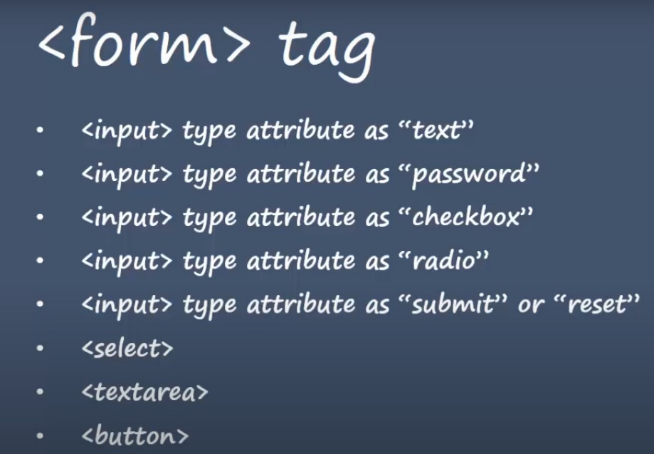 <form> tag
• <input> type attribute as “text”
• <input> type attribute as “password”
• <input> type attribute as “checkbox”
• <input> type attribute as “radio”
• <input> type attribute as “submit” or “reset”
• <select>
• <textarea>
• <button>